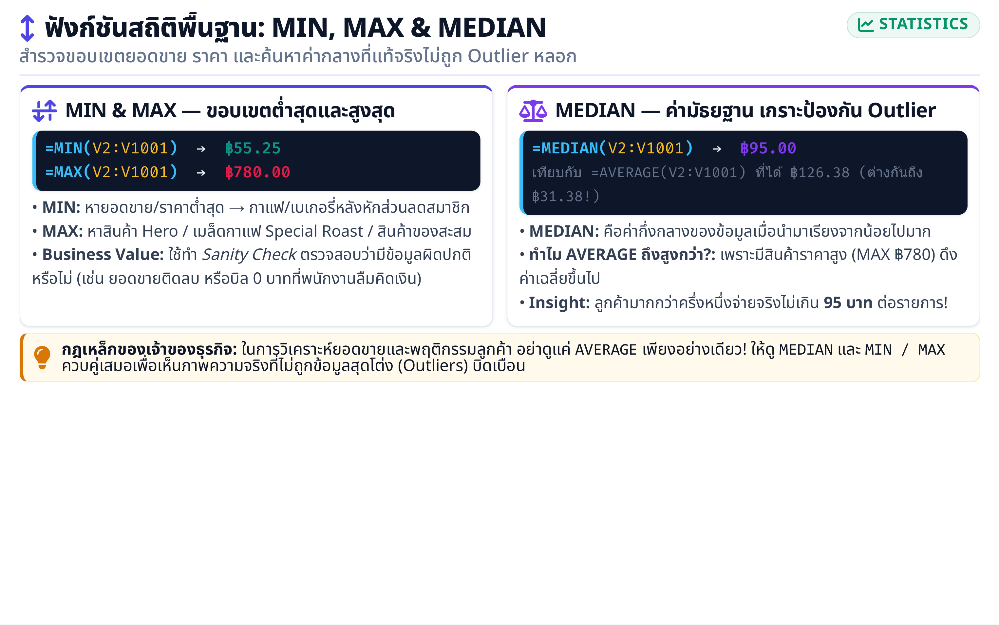 ฟังก์ชันสถิติพื้นฐาน: MIN, MAX & MEDIAN
STATISTICS
สำรวจขอบเขตยอดขาย ราคา และค้นหาค่ากลางที่แท้จริงไม่ถูก Outlier หลอก
MIN & MAX — ขอบเขตต่ำสุดและสูงสุด
=MIN(V2:V1001) → ฿55.25
=MAX(V2:V1001) → ฿780.00
• MIN: หายอดขาย/ราคาต่ำสุด → กาแฟ/เบเกอรี่หลังหักส่วนลดสมาชิก
• MAX: หาสินค้า Hero / เมล็ดกาแฟ Special Roast / สินค้าของสะสม
• Business Value: ใช้ทำ Sanity Check ตรวจสอบว่ามีข้อมูลผิดปกติ
หรือไม่ (เช่น ยอดขายติดลบ หรือบิล 0 บาทที่พนักงานลืมคิดเงิน)
MEDIAN — ค่ามัธยฐาน เกราะป้องกัน Outlier
=MEDIAN(V2:V1001) → ฿95.00
เทียบกับ =AVERAGE(V2:V1001) ที่ได้ ฿126.38 (ต่างกันถึง
฿31.38!)
• MEDIAN: คือค่ากึ่งกลางของข้อมูลเมื่อนำมาเรียงจากน้อยไปมาก
• ทำไม AVERAGE ถึงสูงกว่า?: เพราะมีสินค้าราคาสูง (MAX ฿780) ดึง
ค่าเฉลี่ยขึ้นไป
• Insight: ลูกค้ามากกว่าครึ่งหนึ่งจ่ายจริงไม่เกิน 95 บาท ต่อรายการ!
กฎเหล็กของเจ้าของธุรกิจ: ในการวิเคราะห์ยอดขายและพฤติกรรมลูกค้า อย่าดูแค่ AVERAGE เพียงอย่างเดียว! ให้ดู MEDIAN และ MIN / MAX
ควบคู่เสมอเพื่อเห็นภาพความจริงที่ไม่ถูกข้อมูลสุดโต่ง (Outliers) บิดเบือน